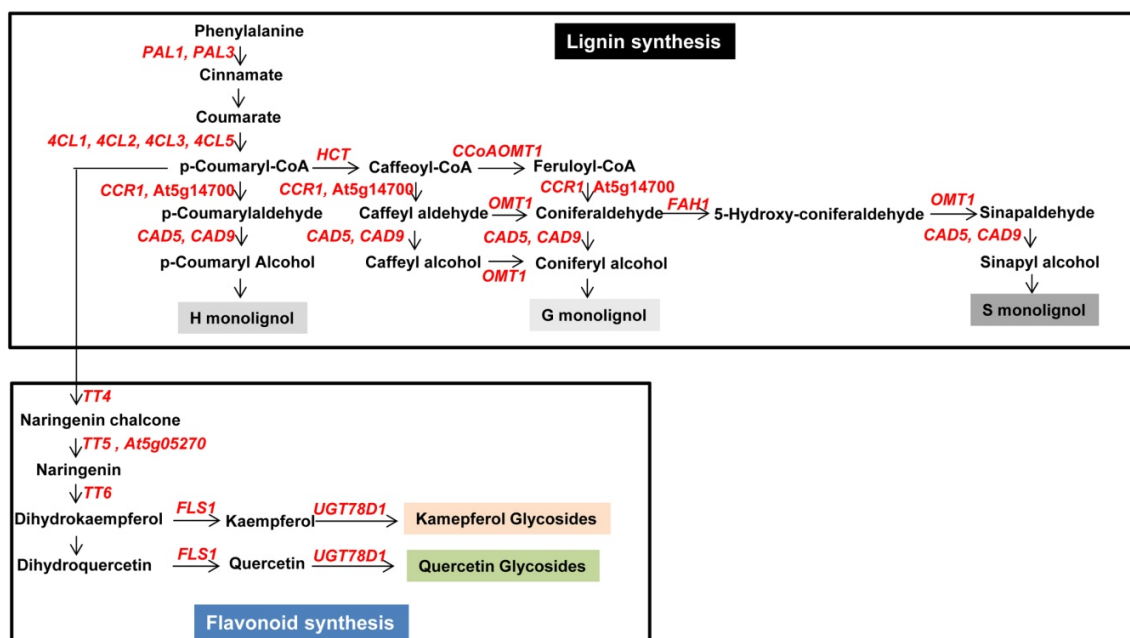 Phenylalanine
Lignin synthesis
PAL1, PAL3
Cinnamate
Coumarate
4CL1, 4CL2, 4CL3, 4CL5
p-Coumaryl-CoA HCT Caffeoyl-CoA CCoAOMT1 Feruloyl-CoA
CCR1, At5g14700 CCR1, At5g14700 CCR1, At5g14700
p-Coumarylaldehyde Caffeyl aldehyde OMT1 Coniferaldehyde FAH1 5-Hydroxy-coniferaldehyde OMT1 Sinapaldehyde
CAD5, CAD9 CAD5, CAD9 CAD5, CAD9 CAD5, CAD9
p-Coumaryl Alcohol Caffeyl alcohol OMT1 Coniferyl alcohol Sinapyl alcohol
H monolignol G monolignol S monolignol
TT4
Naringenin chalcone
TT5 , At5g05270
Naringenin
TT6
Dihydrokaempferol FLS1 Kaempferol UGT78D1 Kamepferol Glycosides
Dihydroquercetin FLS1 Quercetin UGT78D1 Quercetin Glycosides
Flavonoid synthesis